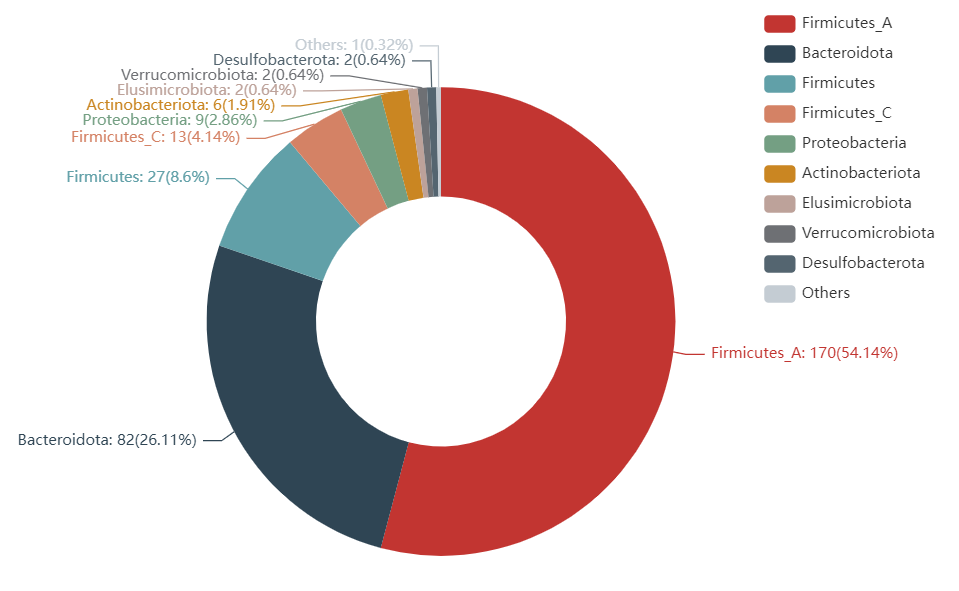 Others: 1(0.32%)
Desulfobacterota: 2(0.64%)
Verrucomicrobiota: 2(0.64%)
Elusimicrobiota: 2(0.64%)
Actinobacteriota: 6(1.91%)
Proteobacteria: 9(2.86%)
Firmicutes_C: 13(4.14%)
Firmicutes: 27(8.6%)
Bacteroidota: 82(26.11%)
Firmicutes_A: 170(54.14%)
Firmicutes_A
Bacteroidota
Firmicutes
Firmicutes_C
Proteobacteria
Actinobacteriota
Elusimicrobiota
Verrucomicrobiota
Desulfobacterota
Others